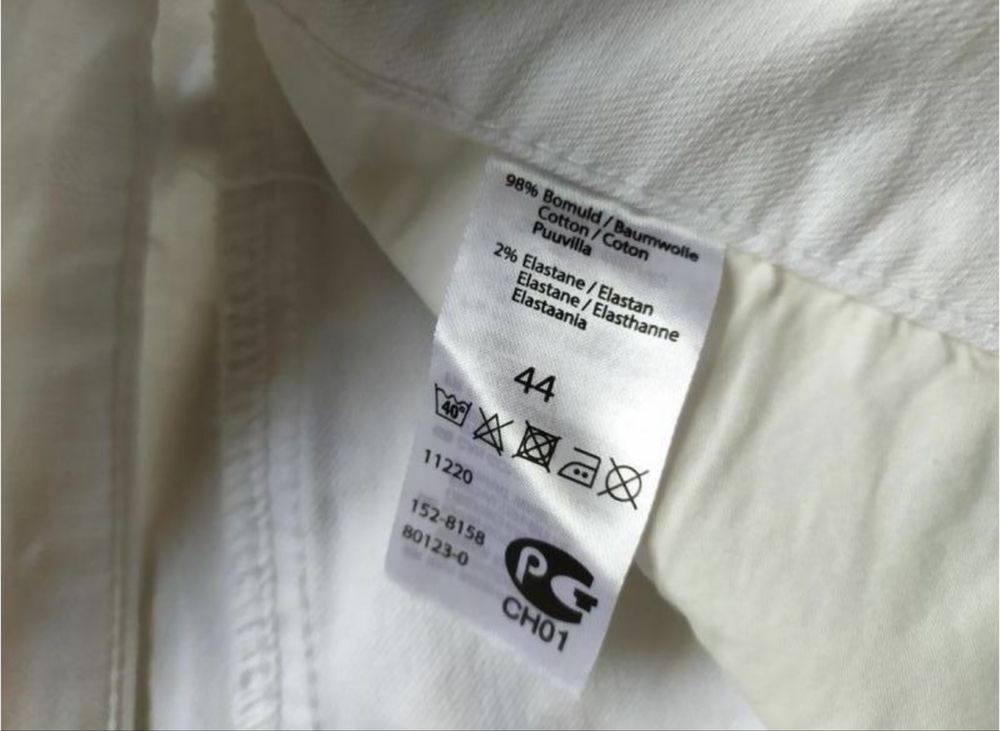 98% Bomuld / Baumwolle
Cotton / Coton
Puuvilla
2% Elastane / Elastan
Elastane / Elasthanne
Elastaania
44
40°
11220
152-8158
80123-0
PG
CH01